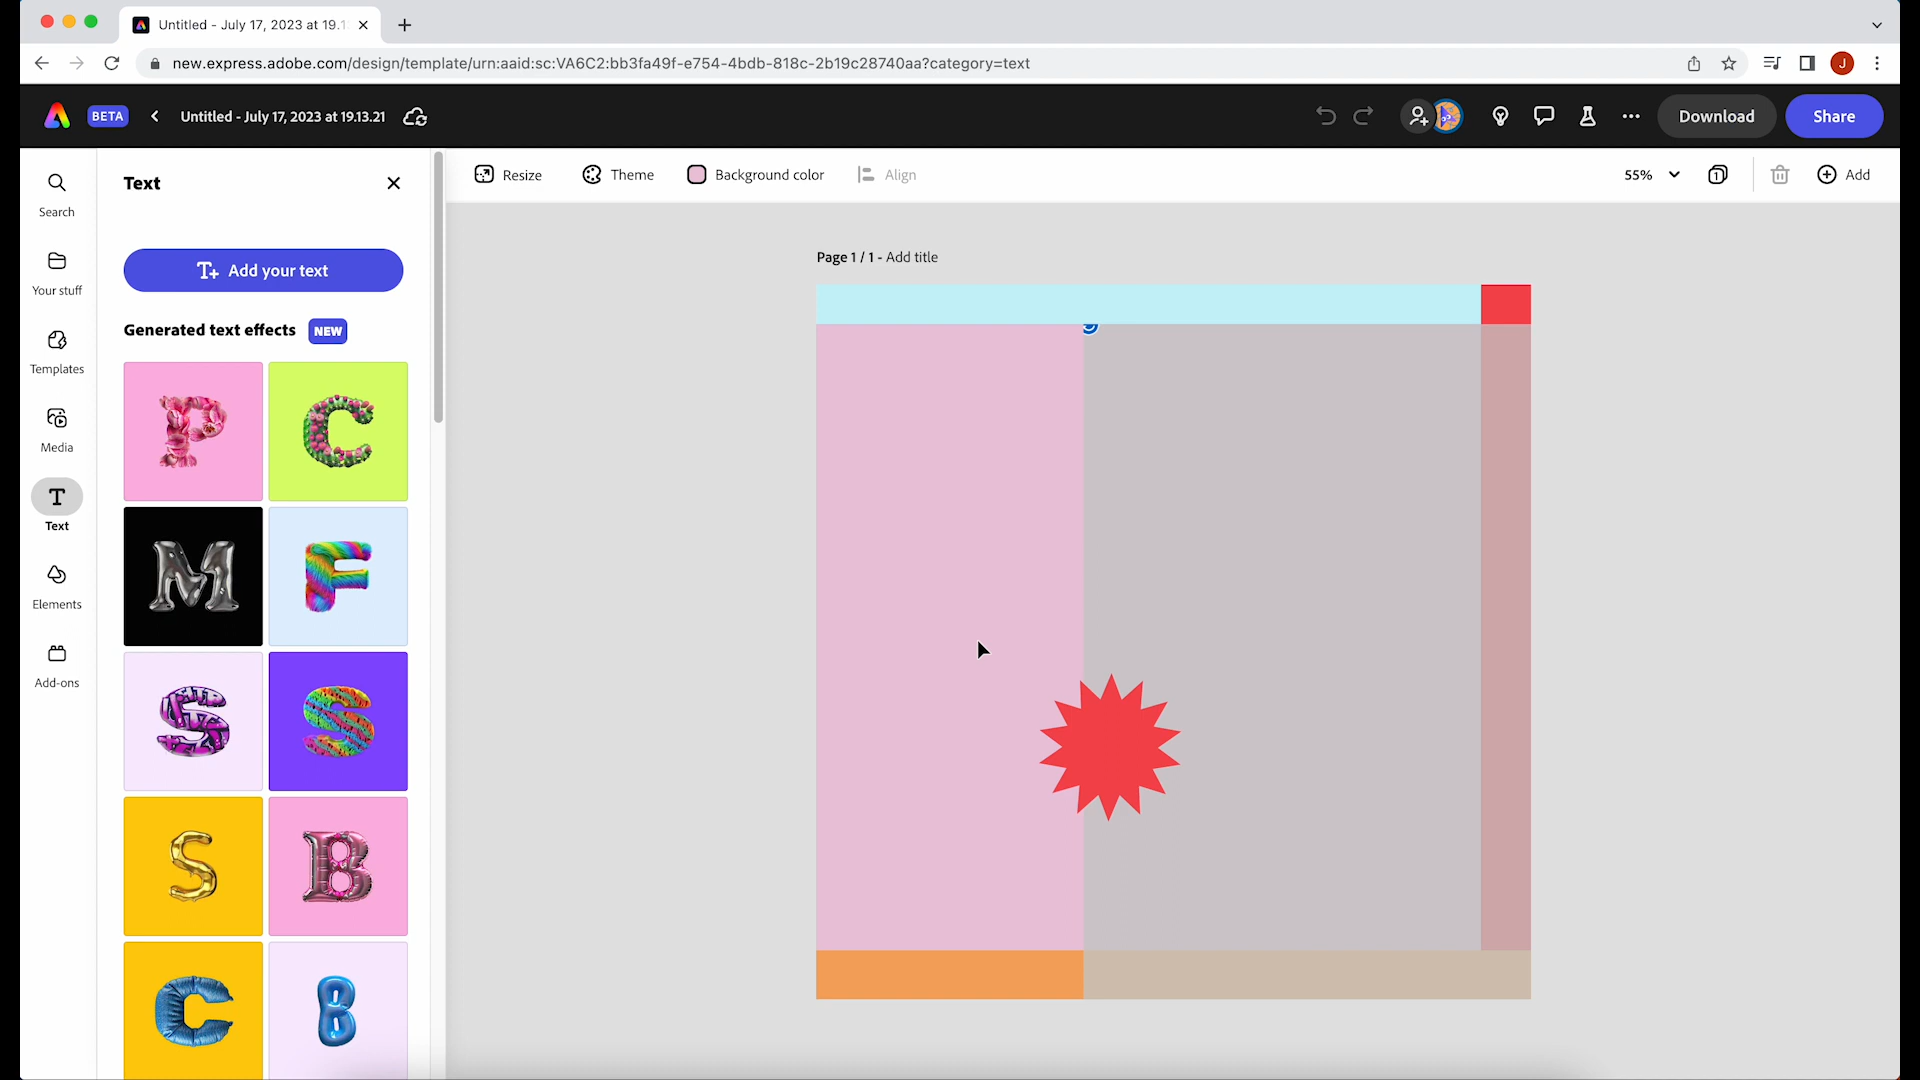 Untitled - July 17, 2023 at 19.1
new.express.adobe.com/design/template/urn:aaid:sc:VA6C2:bb3fa49f-e754-4bdb-818c-2b19c28740aa?category=text
J
BETA
Untitled - July 17, 2023 at 19.13.21
Download
Share
Search
Your stuff
Templates
Media
Text
Elements
Add-ons
Text
Add your text
Generated text effects NEW
P C
M F
S S
S B
C B
Resize Theme Background color Align
55% 1 Add
Page 1 / 1 - Add title